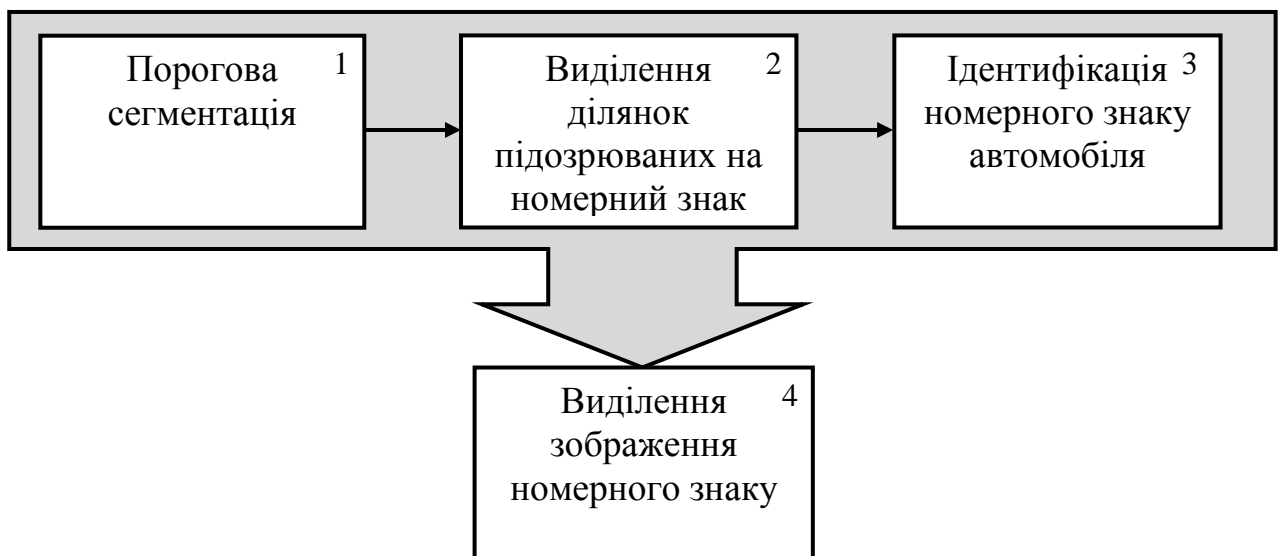 Порогова 1
сегментація
Виділення 2
ділянок
підозрюваних на
номерний знак
Ідентифікація 3
номерного знаку
автомобіля
Виділення 4
зображення
номерного знаку